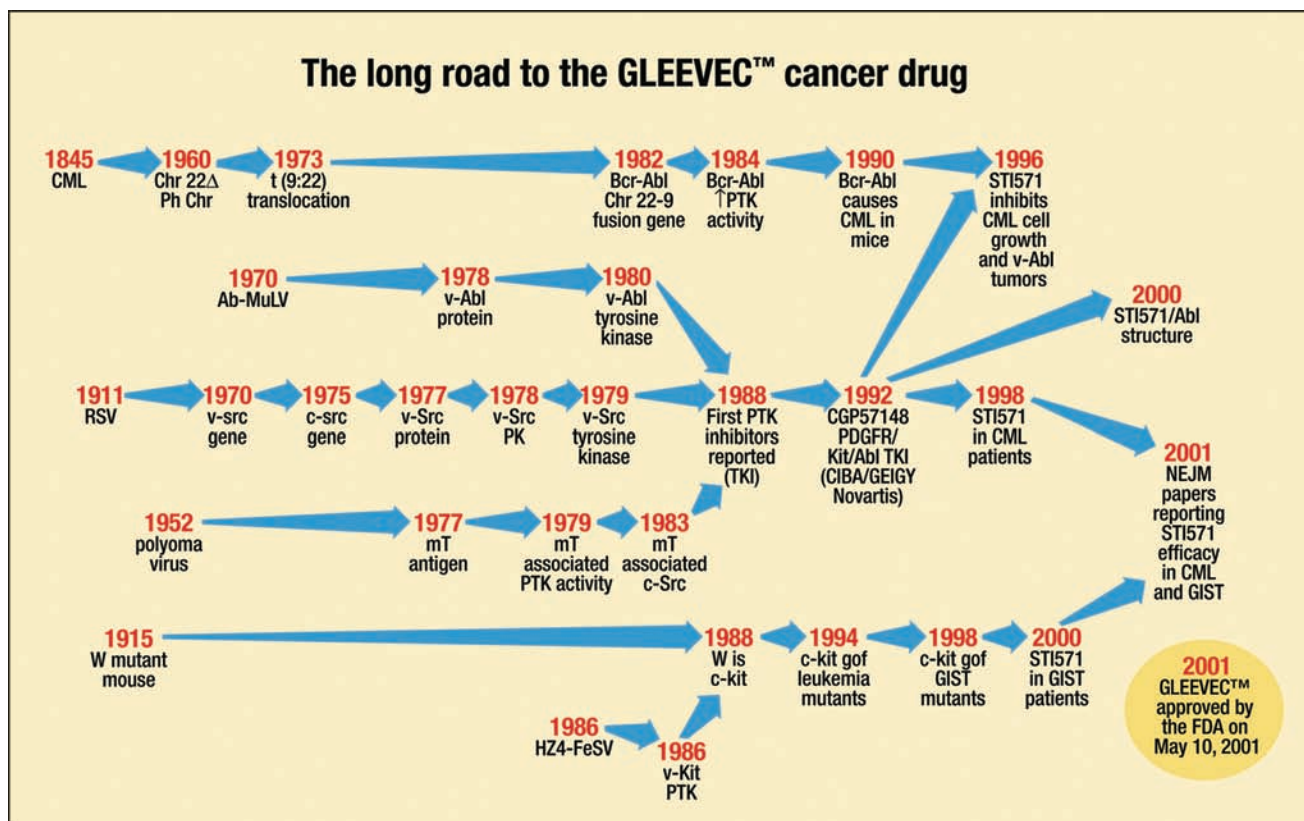 The long road to the GLEEVEC™ cancer drug
1845
CML
1960
Chr 22Δ
Ph Chr
1973
t (9:22)
translocation
1982
Bcr-Abl
Chr 22-9
fusion gene
1984
Bcr-Abl
↑PTK
activity
1990
Bcr-Abl
causes
CML in
mice
1996
STI571
inhibits
CML cell
growth
and v-Abl
tumors
1970
Ab-MuLV
1978
v-Abl
protein
1980
v-Abl
tyrosine
kinase
2000
STI571/Abl
structure
1911
RSV
1970
v-src
gene
1975
c-src
gene
1977
v-Src
protein
1978
v-Src
PK
1979
v-Src
tyrosine
kinase
1988
First PTK
inhibitors
reported
(TKI)
1992
CGP57148
PDGFR/
Kit/Abl TKI
(CIBA/GEIGY
Novartis)
1998
STI571
in CML
patients
2001
NEJM
papers
reporting
STI571
efficacy
in CML
and GIST
1952
polyoma
virus
1977
mT
antigen
1979
mT
associated
PTK activity
1983
mT
associated
c-Src
1915
W mutant
mouse
1988
W is
c-kit
1994
c-kit gof
leukemia
mutants
1998
c-kit gof
GIST
mutants
2000
STI571
in GIST
patients
1986
HZ4-FeSV
1986
v-Kit
PTK
2001
GLEEVEC™
approved by
the FDA on
May 10, 2001